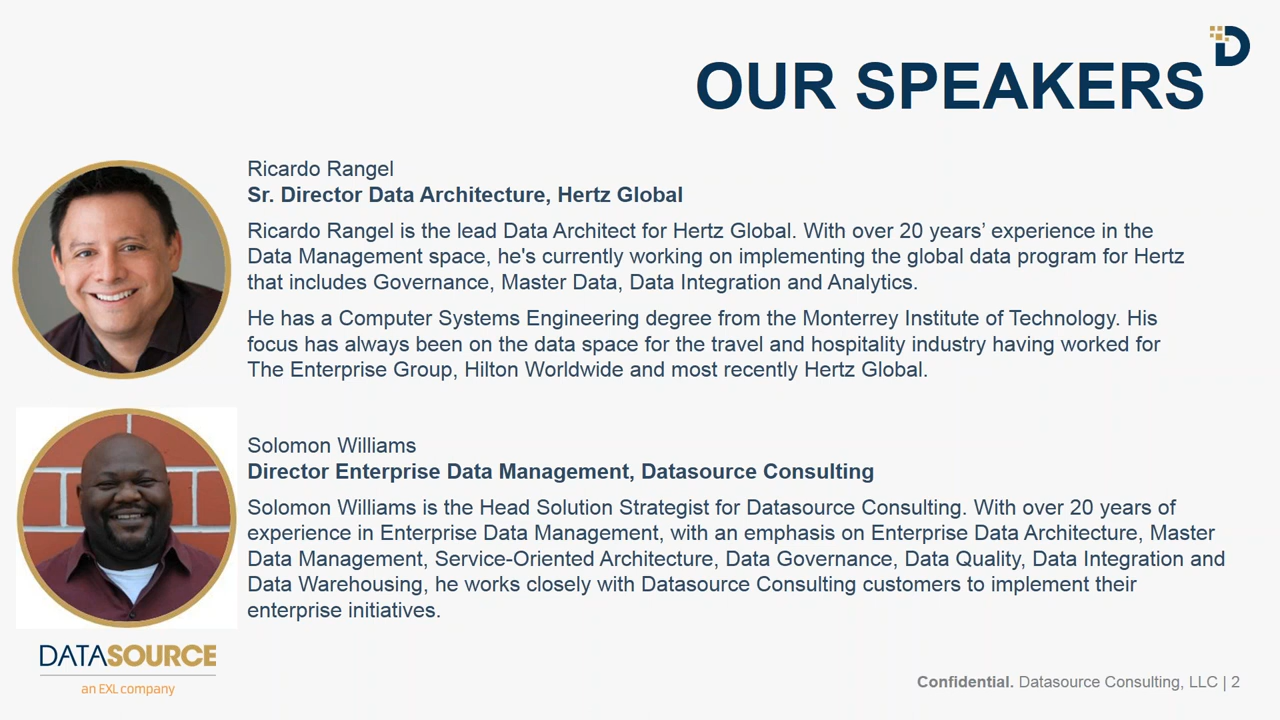 OUR SPEAKERS
Ricardo Rangel
Sr. Director Data Architecture, Hertz Global
Ricardo Rangel is the lead Data Architect for Hertz Global. With over 20 years’ experience in the
Data Management space, he's currently working on implementing the global data program for Hertz
that includes Governance, Master Data, Data Integration and Analytics.
He has a Computer Systems Engineering degree from the Monterrey Institute of Technology. His
focus has always been on the data space for the travel and hospitality industry having worked for
The Enterprise Group, Hilton Worldwide and most recently Hertz Global.
Solomon Williams
Director Enterprise Data Management, Datasource Consulting
Solomon Williams is the Head Solution Strategist for Datasource Consulting. With over 20 years of
experience in Enterprise Data Management, with an emphasis on Enterprise Data Architecture, Master
Data Management, Service-Oriented Architecture, Data Governance, Data Quality, Data Integration and
Data Warehousing, he works closely with Datasource Consulting customers to implement their
enterprise initiatives.
DATASOURCE
an EXL company
Confidential. Datasource Consulting, LLC | 2